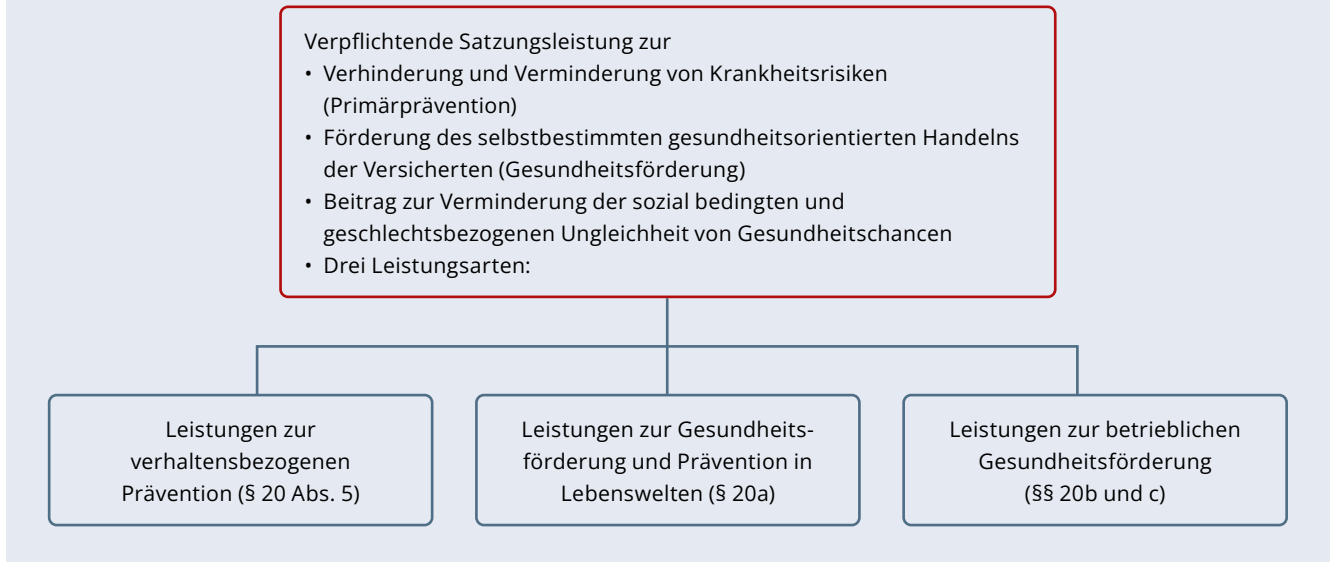 Verpflichtende Satzungsleistung zur
• Verhinderung und Verminderung von Krankheitsrisiken
(Primärprävention)
• Förderung des selbstbestimmten gesundheitsorientierten Handelns
der Versicherten (Gesundheitsförderung)
• Beitrag zur Verminderung der sozial bedingten und
geschlechtsbezogenen Ungleichheit von Gesundheitschancen
• Drei Leistungsarten:
Leistungen zur
verhaltensbezogenen
Prävention (§ 20 Abs. 5)
Leistungen zur Gesundheits-
förderung und Prävention in
Lebenswelten (§ 20a)
Leistungen zur betrieblichen
Gesundheitsförderung
(§§ 20b und c)